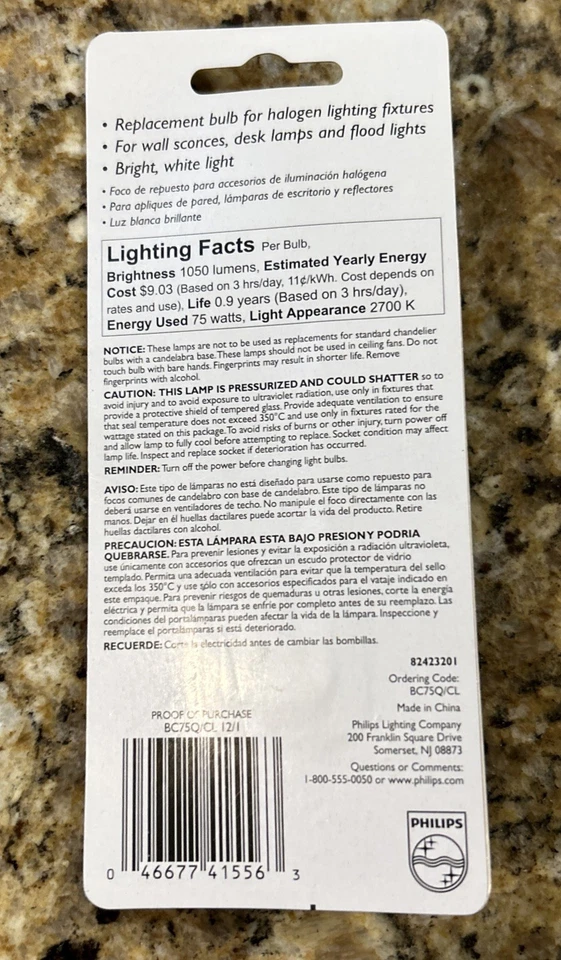 • Replacement bulb for halogen lighting fixtures
• For wall sconces, desk lamps and flood lights
• Bright, white light
• Foco de repuesto para accesorios de iluminación halógena
• Para apliques de pared, lámparas de escritorio y reflectores
• Luz blanca brillante
Lighting Facts Per Bulb,
Brightness 1050 lumens, Estimated Yearly Energy
Cost $9.03 (Based on 3 hrs/day, 11¢/kWh. Cost depends on
rates and use), Life 0.9 years (Based on 3 hrs/day),
Energy Used 75 watts, Light Appearance 2700 K
NOTICE: These lamps are not to be used as replacements for standard chandelier
bulbs with a candelabra base. These lamps should not be used in ceiling fans. Do not
touch bulb with bare hands. Fingerprints may result in shorter life. Remove
fingerprints with alcohol.
CAUTION: THIS LAMP IS PRESSURIZED AND COULD SHATTER so to
avoid injury and to avoid exposure to ultraviolet radiation, use only in fixtures that
provide a protective shield of tempered glass. Provide adequate ventilation to ensure
that seal temperature does not exceed 350°C and use only in fixtures rated for the
wattage stated on this package. To avoid risks of burns or other injury, turn power off
and allow lamp to fully cool before attempting to replace. Socket condition may affect
lamp life. Inspect and replace socket if deterioration has occurred.
REMINDER: Turn off the power before changing light bulbs.
AVISO: Este tipo de lámparas no está diseñado para usarse como repuesto para
focos comunes de candelabro con base de candelabro. Este tipo de lámparas no
deberá usarse en ventiladores de techo. No manipule el foco directamente con las
manos. Dejar en él huellas dactilares puede acortar la vida del producto. Retire
huellas dactilares con alcohol.
PRECAUCION: ESTA LÁMPARA ESTA BAJO PRESION Y PODRIA
QUEBRARSE. Para prevenir lesiones y evitar la exposición a radiación ultravioleta,
use únicamente con accesorios que ofrezcan un escudo protector de vidrio
templado. Permita una adecuada ventilación para evitar que la temperatura del sello
exceda los 350°C y use sólo con accesorios especificados para el vataje indicado en
este empaque. Para prevenir riesgos de quemaduras u otras lesiones, corte la energía
eléctrica y permita que la lámpara se enfríe por completo antes de su reemplazo. Las
condiciones del portalámparas pueden afectar la vida de la lámpara. Inspeccione y
reemplace el portalámparas si está deteriorado.
RECUERDE: Corte la electricidad antes de cambiar las bombillas.
82423201
Ordering Code:
BC75Q/CL
Made in China
Philips Lighting Company
200 Franklin Square Drive
Somerset, NJ 08873
Questions or Comments:
1-800-555-0050 or www.philips.com
PROOF OF PURCHASE
BC75Q/CL 12/1
0 46677 41556 3
PHILIPS